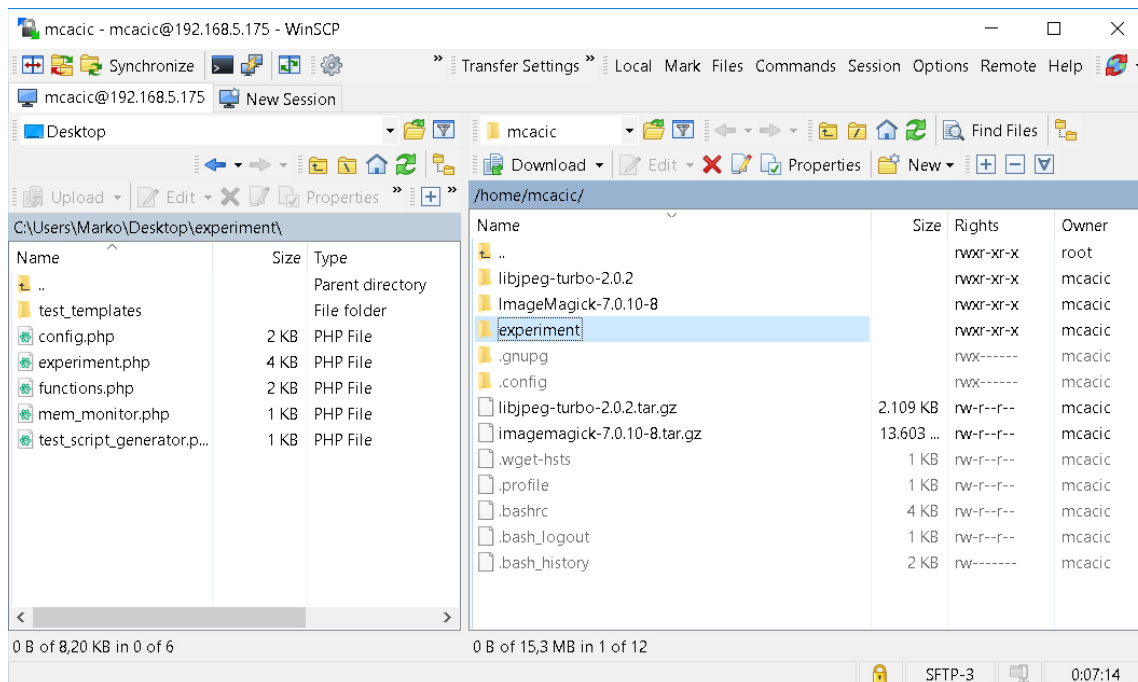 mcacic - mcacic@192.168.5.175 - WinSCP
Synchronize » Transfer Settings » Local Mark Files Commands Session Options Remote Help
mcacic@192.168.5.175 New Session
Desktop mcacic Find Files
Download Edit Properties New
Upload Edit Properties »
/home/mcacic/
C:\Users\Marko\Desktop\experiment\
Name Size Type
.. Parent directory
test_templates File folder
config.php 2 KB PHP File
experiment.php 4 KB PHP File
functions.php 2 KB PHP File
mem_monitor.php 1 KB PHP File
test_script_generator.p... 1 KB PHP File
0 B of 8,20 KB in 0 of 6
Name Size Rights Owner
.. rwxr-xr-x root
libjpeg-turbo-2.0.2 rwxr-xr-x mcacic
ImageMagick-7.0.10-8 rwxr-xr-x mcacic
experiment rwxr-xr-x mcacic
.gnupg rwx------ mcacic
.config rwx------ mcacic
libjpeg-turbo-2.0.2.tar.gz 2.109 KB rw-r--r-- mcacic
imagemagick-7.0.10-8.tar.gz 13.603 ... rw-r--r-- mcacic
.wget-hsts 1 KB rw-r--r-- mcacic
.profile 1 KB rw-r--r-- mcacic
.bashrc 4 KB rw-r--r-- mcacic
.bash_logout 1 KB rw-r--r-- mcacic
.bash_history 2 KB rw------- mcacic
0 B of 15,3 MB in 1 of 12
SFTP-3 0:07:14